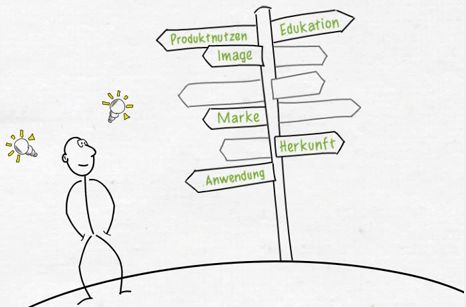 Edukation
Produktnutzen
Image
Marke
Herkunft
Anwendung